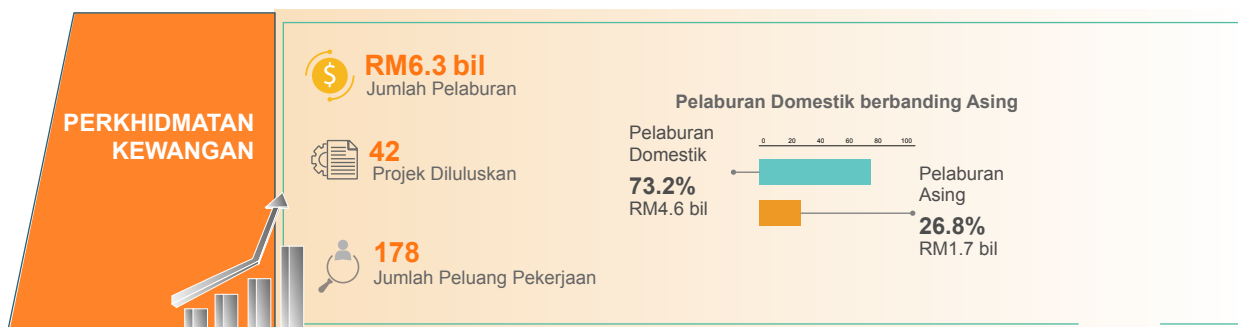 PERKHIDMATAN
KEWANGAN
$
RM6.3 bil
Jumlah Pelaburan
42
Projek Diluluskan
178
Jumlah Peluang Pekerjaan
Pelaburan Domestik berbanding Asing
0 20 40 60 80 100
Pelaburan
Domestik
73.2%
RM4.6 bil
Pelaburan
Asing
26.8%
RM1.7 bil